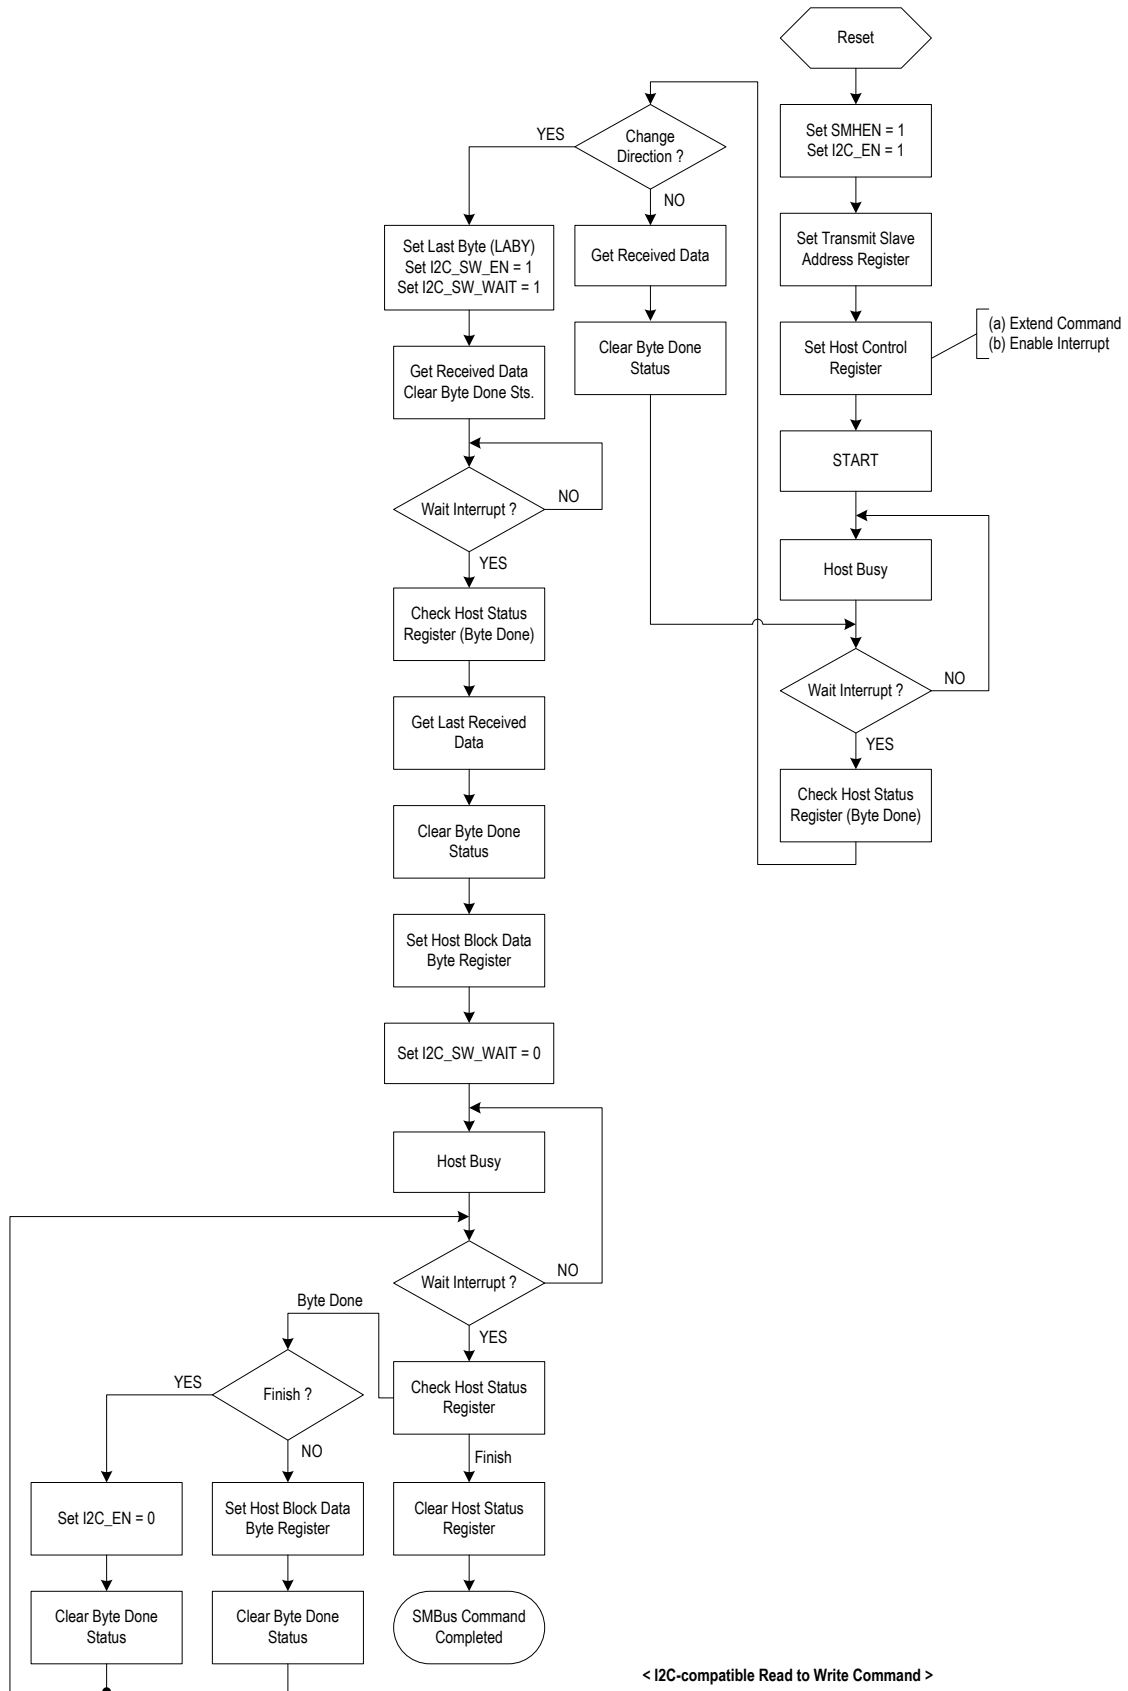 Reset
Set SMHEN = 1
Set I2C_EN = 1
Set Transmit Slave
Address Register
Set Host Control
Register
(a) Extend Command
(b) Enable Interrupt
START
Host Busy
Wait Interrupt ?
NO
YES
Check Host Status
Register (Byte Done)
Change
Direction ?
YES
NO
Get Received Data
Clear Byte Done
Status
Set Last Byte (LABY)
Set I2C_SW_EN = 1
Set I2C_SW_WAIT = 1
Get Received Data
Clear Byte Done Sts.
Wait Interrupt ?
NO
YES
Check Host Status
Register (Byte Done)
Get Last Received
Data
Clear Byte Done
Status
Set Host Block Data
Byte Register
Set I2C_SW_WAIT = 0
Host Busy
Wait Interrupt ?
NO
YES
Check Host Status
Register
Byte Done
Finish ?
YES
NO
Finish
Set I2C_EN = 0
Clear Byte Done
Status
Set Host Block Data
Byte Register
Clear Byte Done
Status
Clear Host Status
Register
SMBus Command
Completed
< I2C-compatible Read to Write Command >